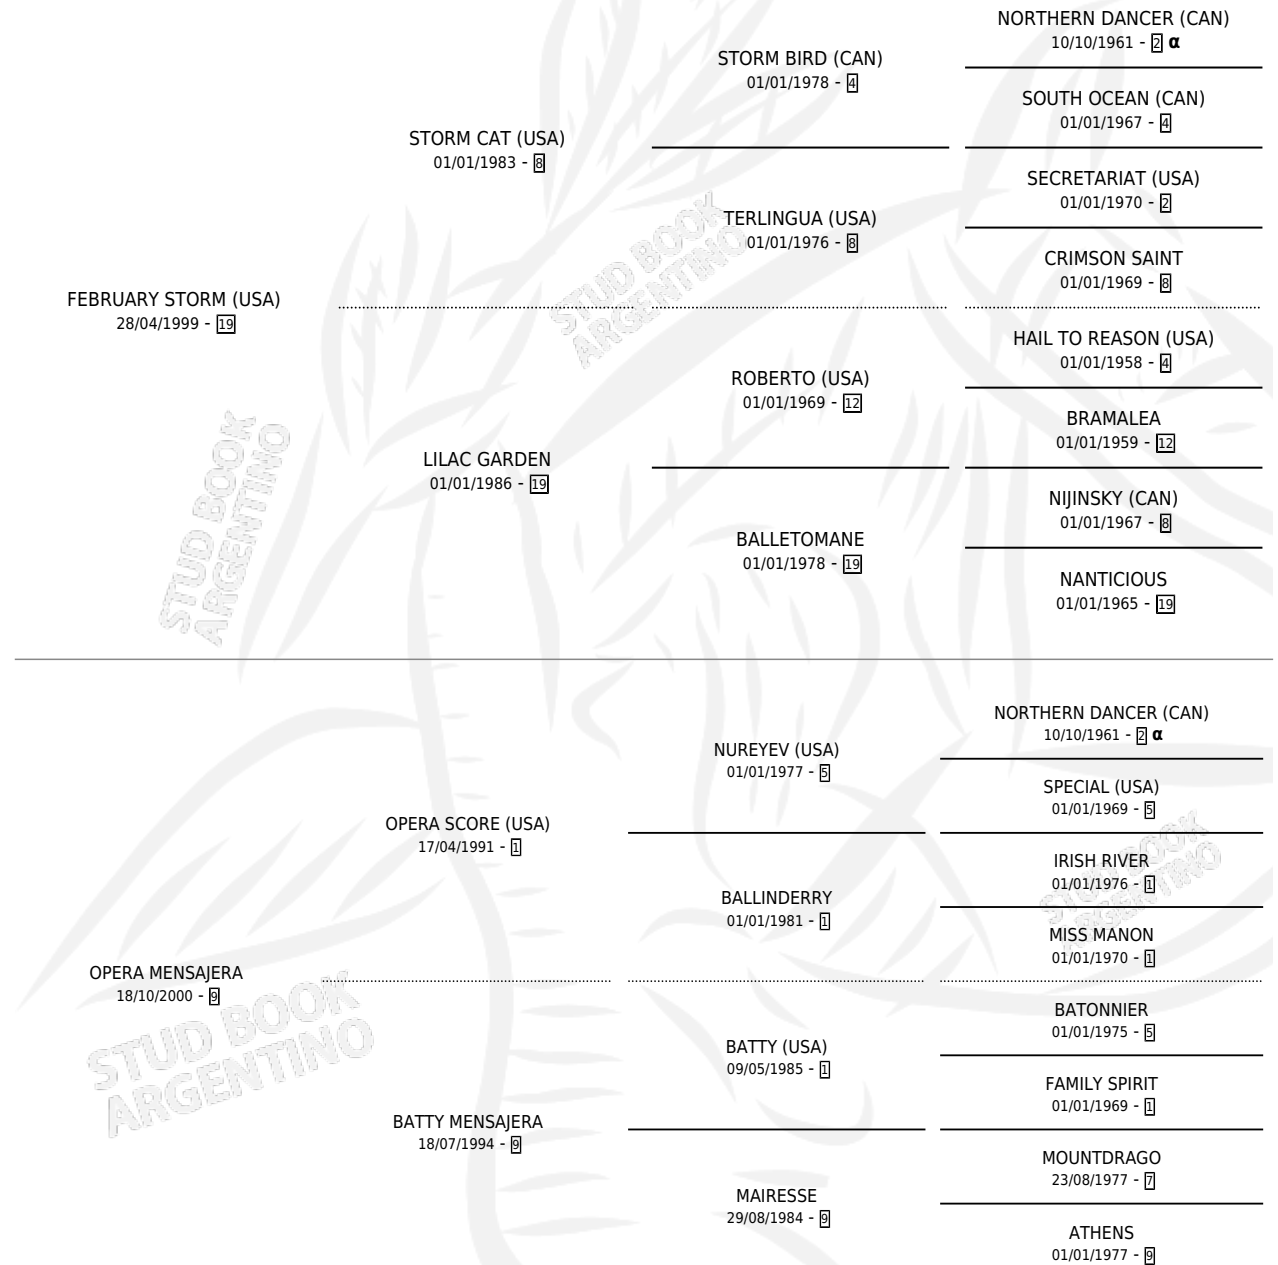 NORTHERN DANCER (CAN)
10/10/1961 - 2 α
STORM BIRD (CAN)
01/01/1978 - 4
SOUTH OCEAN (CAN)
01/01/1967 - 4
STORM CAT (USA)
01/01/1983 - 8
SECRETARIAT (USA)
01/01/1970 - 2
TERLINGUA (USA)
01/01/1976 - 8
CRIMSON SAINT
01/01/1969 - 8
FEBRUARY STORM (USA)
28/04/1999 - 19
HAIL TO REASON (USA)
01/01/1958 - 4
ROBERTO (USA)
01/01/1969 - 12
BRAMALEA
01/01/1959 - 12
LILAC GARDEN
01/01/1986 - 19
NIJINSKY (CAN)
01/01/1967 - 8
BALLETOMANE
01/01/1978 - 19
NANTICIOUS
01/01/1965 - 19
NORTHERN DANCER (CAN)
10/10/1961 - 2 α
NUREYEV (USA)
01/01/1977 - 5
SPECIAL (USA)
01/01/1969 - 5
OPERA SCORE (USA)
17/04/1991 - 1
IRISH RIVER
01/01/1976 - 1
BALLINDERRY
01/01/1981 - 1
MISS MANON
01/01/1970 - 1
OPERA MENSAJERA
18/10/2000 - 9
BATONNIER
01/01/1975 - 5
BATTY (USA)
09/05/1985 - 1
FAMILY SPIRIT
01/01/1969 - 1
BATTY MENSAJERA
18/07/1994 - 9
MOUNTDRAGO
23/08/1977 - 7
MAIRESSE
29/08/1984 - 9
ATHENS
01/01/1977 - 9
STUD BOOK
ARGENTINO
STUD BOOK
ARGENTINO
STUD BOOK
ARGENTINO
STUD BOOK
ARGENTINO